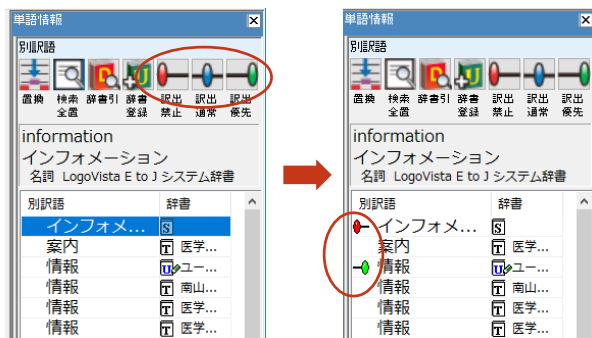 単語情報
別訳語
置換 検索全置 辞書引 辞書登録 訳出禁止 訳出通常 訳出優先
information
インフォメーション
名詞 LogoVista E to J システム辞書
別訳語 辞書
インフォメ... S
案内 T 医学...
情報 U ユー...
情報 T 南山...
情報 T 医学...
情報 T 医学...
単語情報
別訳語
置換 検索全置 辞書引 辞書登録 訳出禁止 訳出通常 訳出優先
information
インフォメーション
名詞 LogoVista E to J システム辞書
別訳語 辞書
インフォメ... S
案内 T 医学...
情報 U ユー...
情報 T 南山...
情報 T 医学...
情報 T 医学...